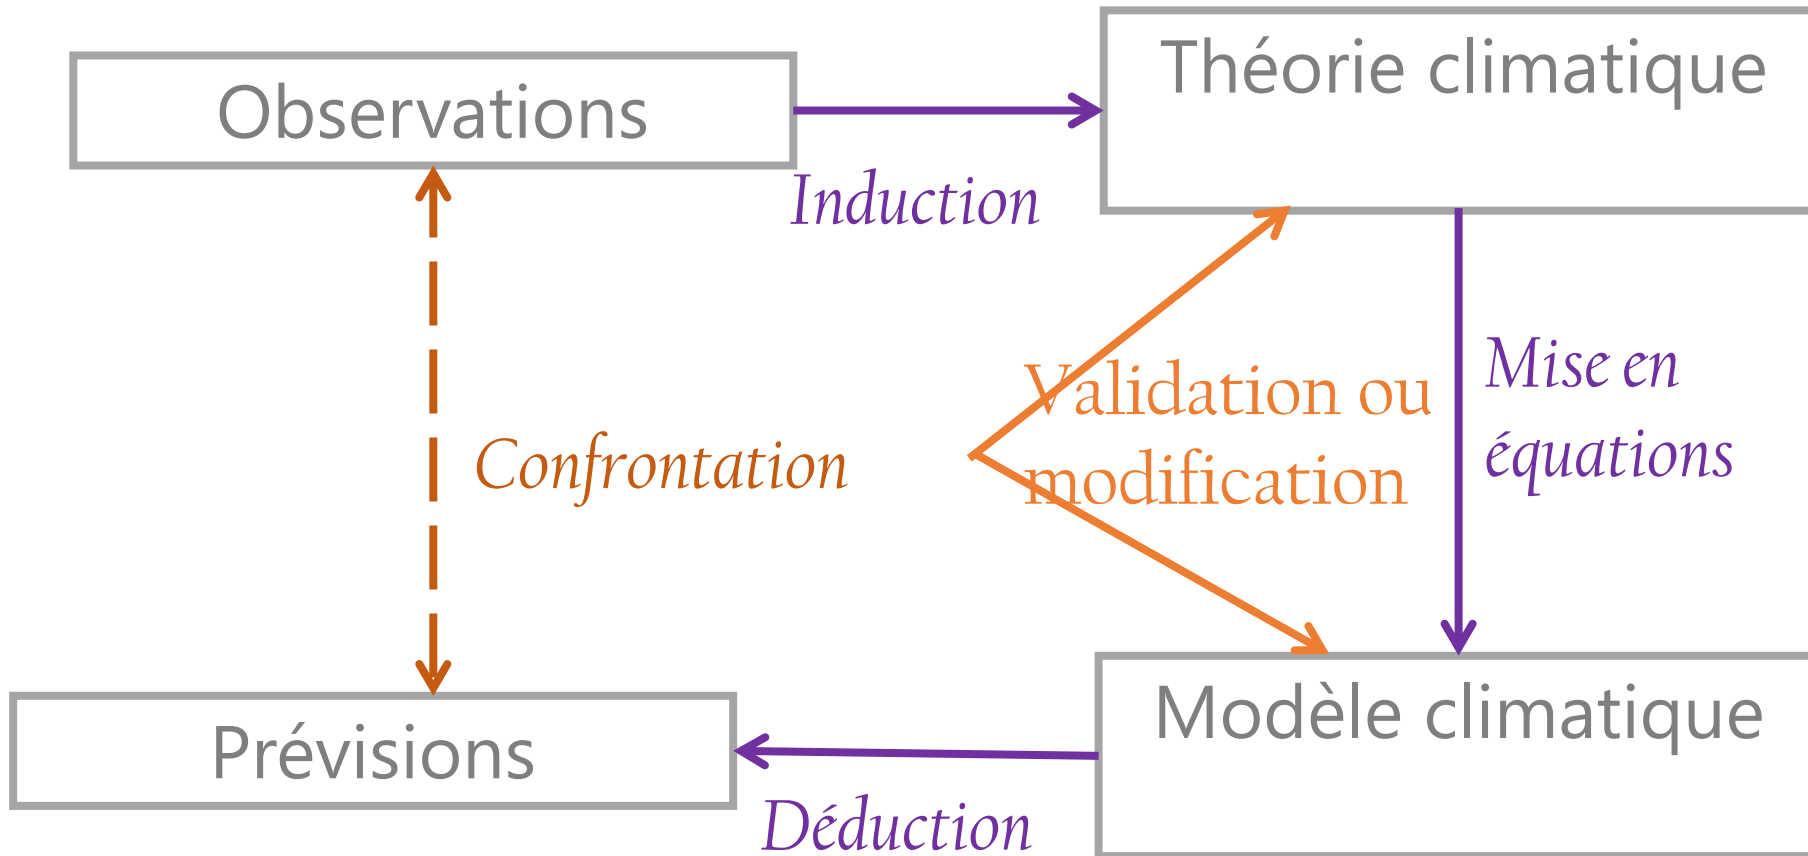 Observations
Théorie climatique
Induction
Validation ou
modification
Mise en
équations
Confrontation
Prévisions
Modèle climatique
Déduction